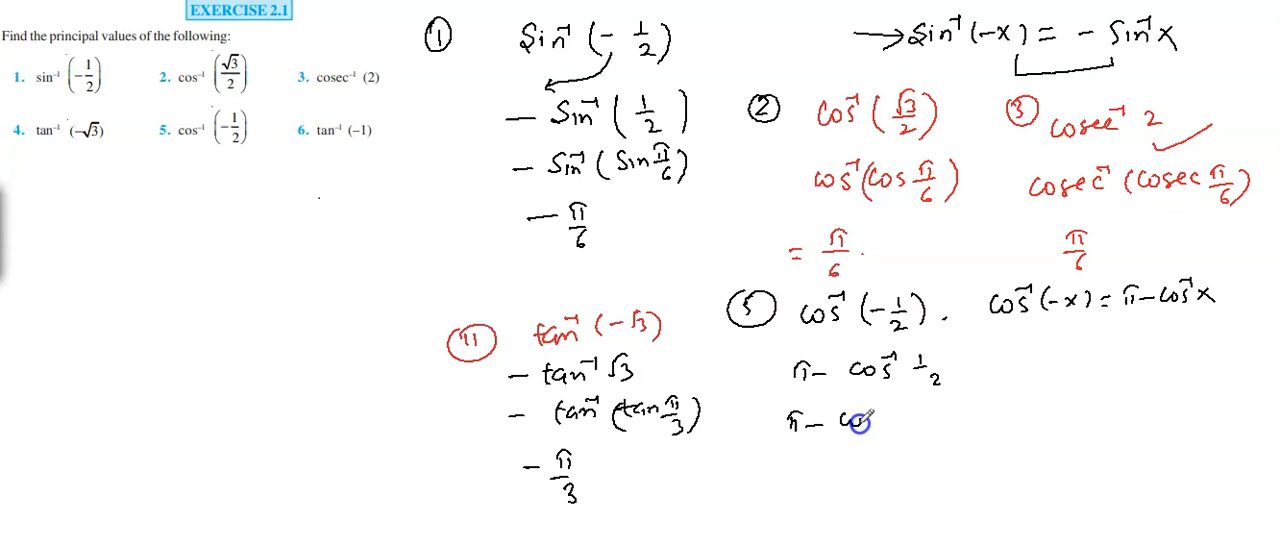 EXERCISE 2.1
Find the principal values of the following:
1. sin⁻¹ (−1/2) 2. cos⁻¹ (√3/2) 3. cosec⁻¹ (2)
4. tan⁻¹ (−√3) 5. cos⁻¹ (−1/2) 6. tan⁻¹ (−1)
① sin⁻¹ (− 1/2)
− sin⁻¹ (1/2)
− sin⁻¹ (sin π/6)
− π/6
→ sin⁻¹ (−x) = − sin⁻¹ x
② cos⁻¹ (√3/2)
cos⁻¹ (cos π/6)
= π/6 .
③ cosec⁻¹ 2
cosec⁻¹ (cosec π/6)
π/6
④ tan⁻¹ (−√3)
− tan⁻¹ √3
− tan⁻¹ (tan π/3)
− π/3
⑤ cos⁻¹ (− 1/2) . cos⁻¹ (−x) = π − cos⁻¹ x
π − cos⁻¹ 1/2
π − co